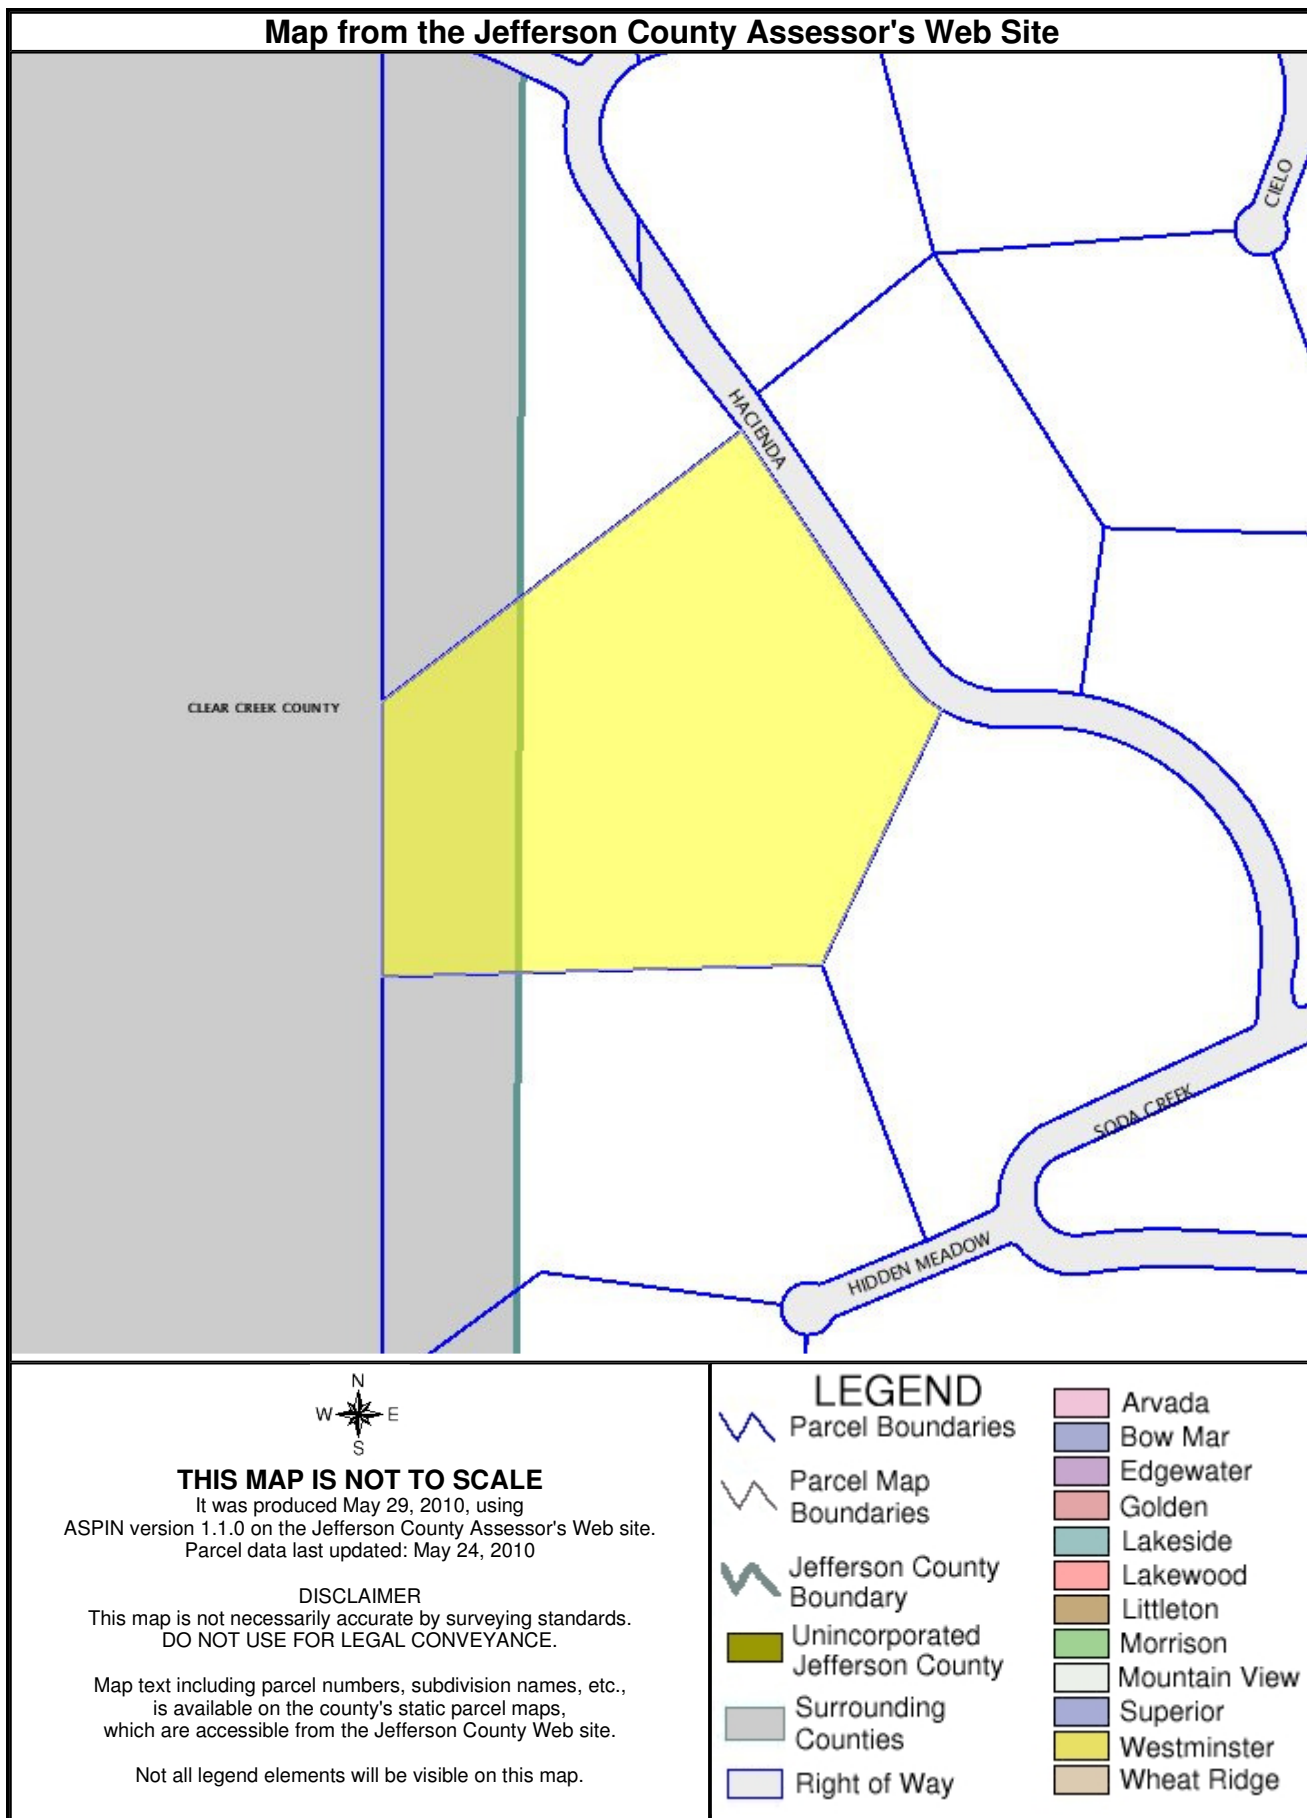 Map from the Jefferson County Assessor's Web Site
CIELO
HACIENDA
CLEAR CREEK COUNTY
SODA CREEK
HIDDEN MEADOW
N
W E
S
THIS MAP IS NOT TO SCALE
It was produced May 29, 2010, using
ASPIN version 1.1.0 on the Jefferson County Assessor's Web site.
Parcel data last updated: May 24, 2010
DISCLAIMER
This map is not necessarily accurate by surveying standards.
DO NOT USE FOR LEGAL CONVEYANCE.
Map text including parcel numbers, subdivision names, etc.,
is available on the county's static parcel maps,
which are accessible from the Jefferson County Web site.
Not all legend elements will be visible on this map.
LEGEND
Parcel Boundaries
Parcel Map
Boundaries
Jefferson County
Boundary
Unincorporated
Jefferson County
Surrounding
Counties
Right of Way
Arvada
Bow Mar
Edgewater
Golden
Lakeside
Lakewood
Littleton
Morrison
Mountain View
Superior
Westminster
Wheat Ridge